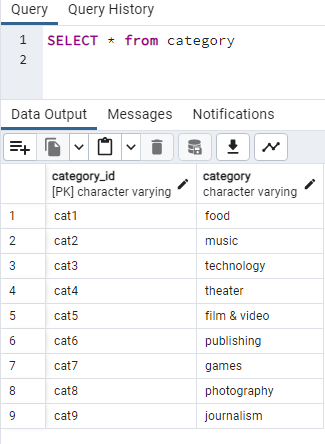 Query Query History
1 SELECT * from category
2
Data Output Messages Notifications
category_id category
[PK] character varying character varying
1 cat1 food
2 cat2 music
3 cat3 technology
4 cat4 theater
5 cat5 film & video
6 cat6 publishing
7 cat7 games
8 cat8 photography
9 cat9 journalism